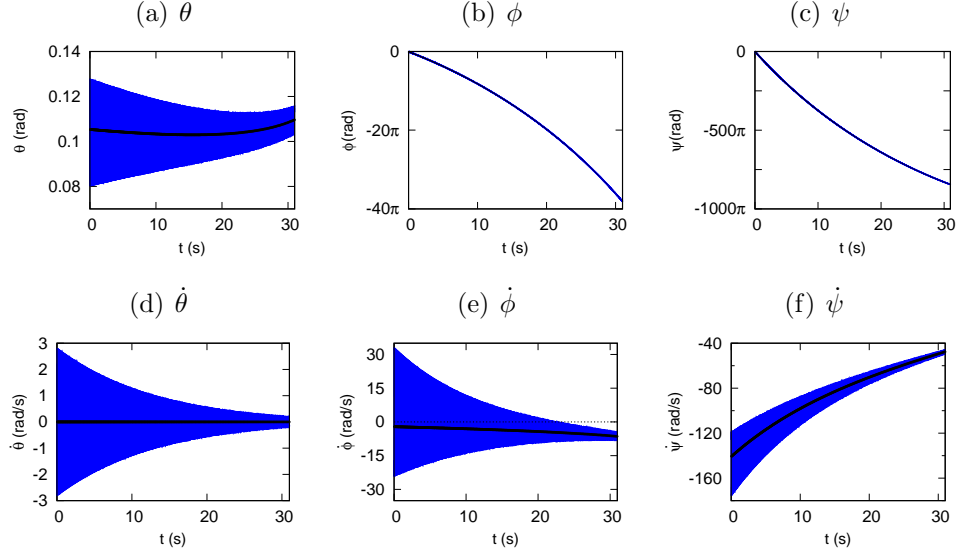 (a) θ
(b) φ
(c) ψ
0.14
0.12
0.1
0.08
θ (rad)
0 10 20 30
t (s)
0
-20π
-40π
ϕ(rad)
0 10 20 30
t (s)
0
-500π
-1000π
ψ(rad)
0 10 20 30
t (s)
(d) θ̇
(e) φ̇
(f) ψ̇
3
2
1
0
-1
-2
-3
θ̇ (rad/s)
0 10 20 30
t (s)
30
15
0
-15
-30
ϕ̇ (rad/s)
0 10 20 30
t (s)
-40
-80
-120
-160
ψ̇ (rad/s)
0 10 20 30
t (s)